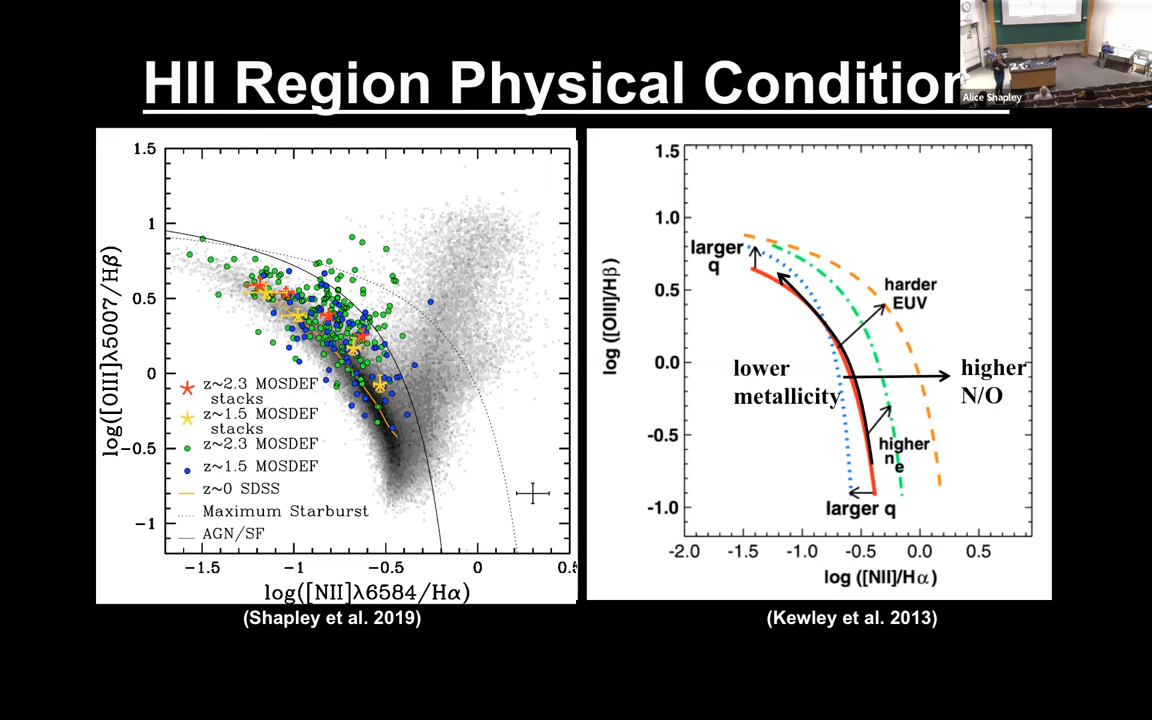 HII Region Physical Condition
Alice Shapley
1.5
1
0.5
0
−0.5
−1
log([OIII]λ5007/Hβ)
z~2.3 MOSDEF
stacks
z~1.5 MOSDEF
stacks
z~2.3 MOSDEF
z~1.5 MOSDEF
z~0 SDSS
Maximum Starburst
AGN/SF
−1.5
−1
−0.5
0
0.5
log([NII]λ6584/Hα)
(Shapley et al. 2019)
1.5
1.0
0.5
0.0
-0.5
-1.0
log ([OIII]/Hβ)
larger
q
harder
EUV
lower
metallicity
higher
N/O
higher
n
e
larger q
-2.0
-1.5
-1.0
-0.5
0.0
0.5
log ([NII]/Hα)
(Kewley et al. 2013)